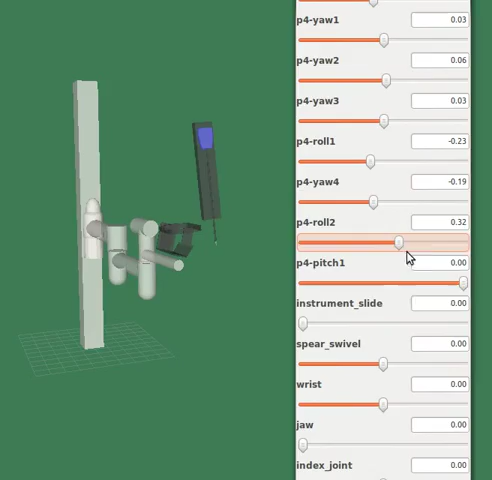 p4-yaw1 0.03
p4-yaw2 0.06
p4-yaw3 0.03
p4-roll1 -0.23
p4-yaw4 -0.19
p4-roll2 0.32
p4-pitch1 0.00
instrument_slide 0.00
spear_swivel 0.00
wrist 0.00
jaw 0.00
index_joint 0.00